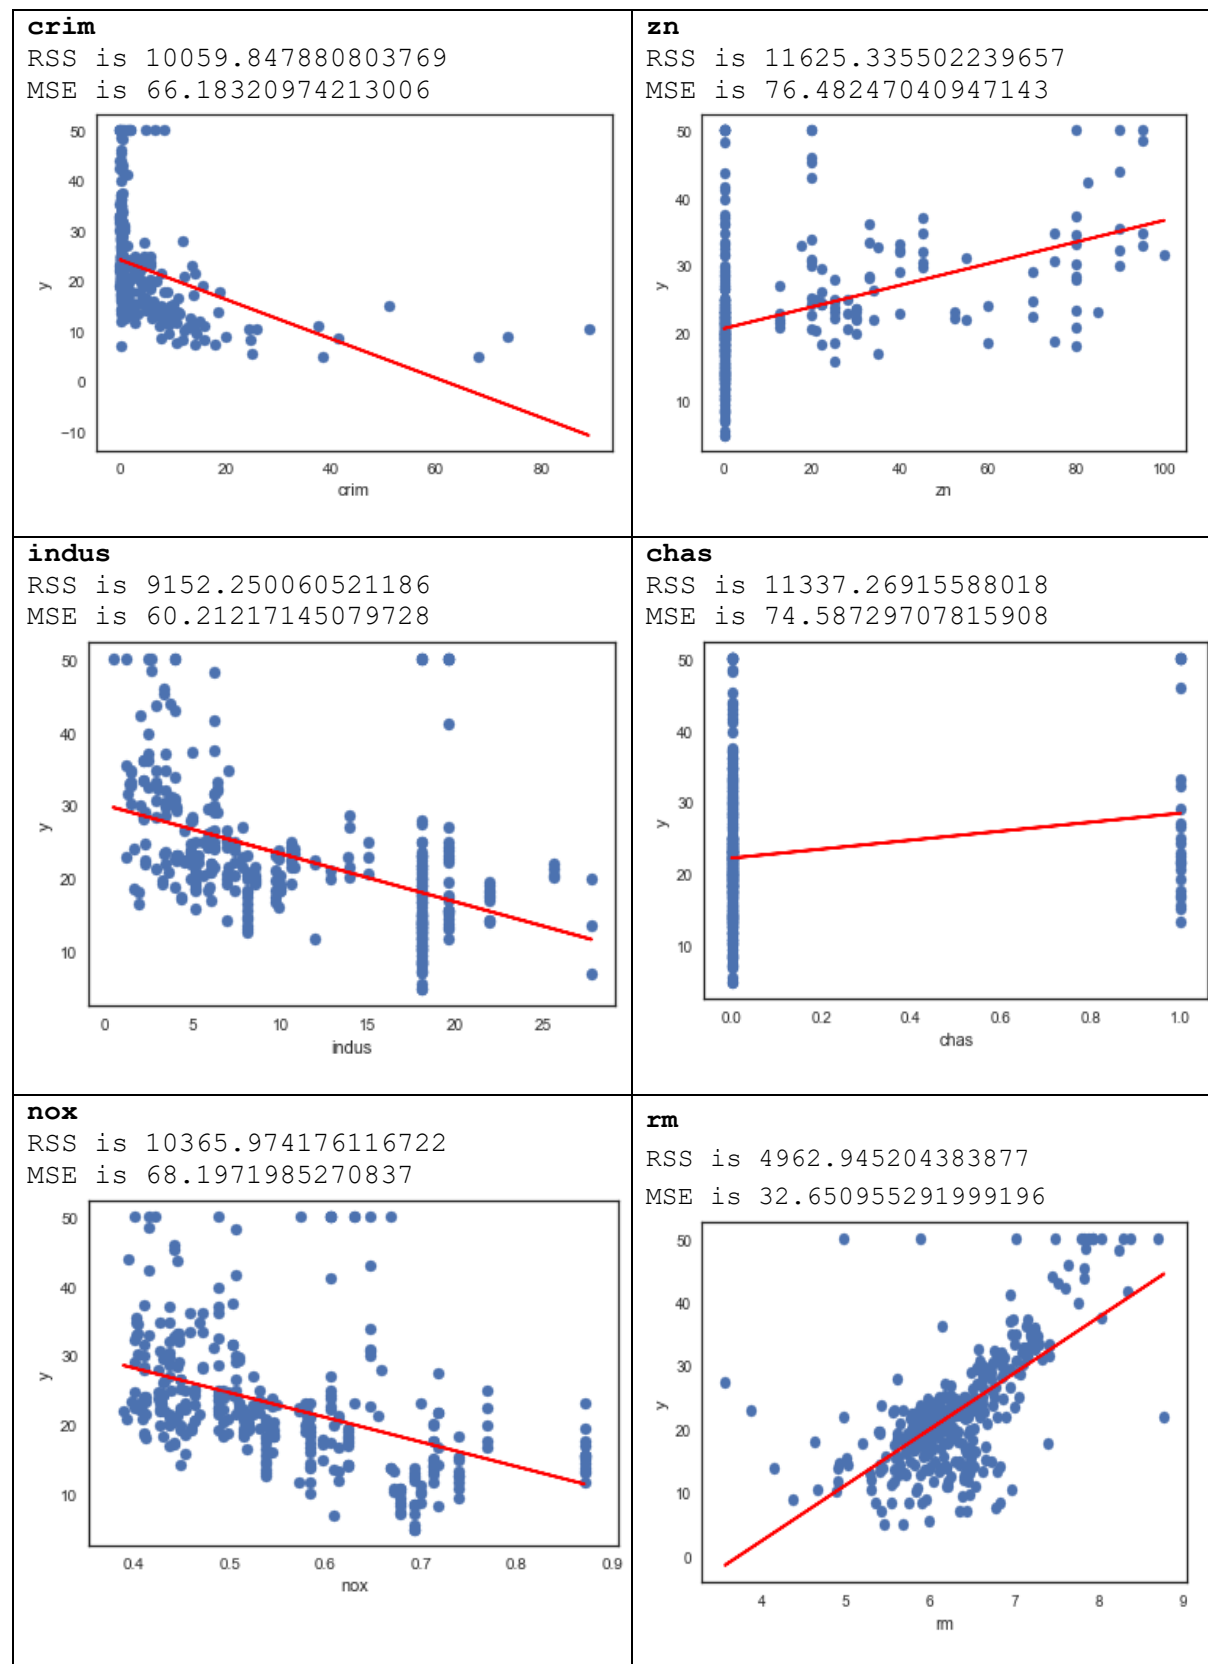 crim
RSS is 10059.847880803769
MSE is 66.18320974213006
50
40
30
20
10
0
−10
y
0 20 40 60 80
crim
zn
RSS is 11625.335502239657
MSE is 76.48247040947143
50
40
30
20
10
y
0 20 40 60 80 100
zn
indus
RSS is 9152.250060521186
MSE is 60.21217145079728
50
40
30
20
10
y
0 5 10 15 20 25
indus
chas
RSS is 11337.26915588018
MSE is 74.58729707815908
50
40
30
20
10
y
0.0 0.2 0.4 0.6 0.8 1.0
chas
nox
RSS is 10365.974176116722
MSE is 68.1971985270837
50
40
30
20
10
y
0.4 0.5 0.6 0.7 0.8 0.9
nox
rm
RSS is 4962.945204383877
MSE is 32.650955291999196
50
40
30
20
10
0
y
4 5 6 7 8 9
rm